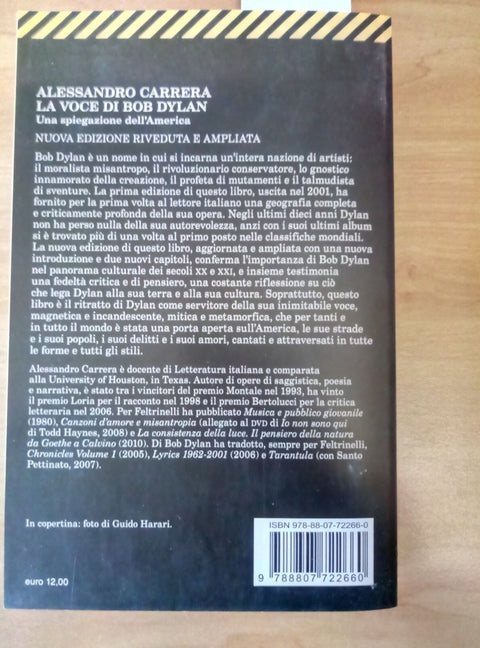 ALESSANDRO CARRERA
LA VOCE DI BOB DYLAN
Una spiegazione dell'America
NUOVA EDIZIONE RIVEDUTA E AMPLIATA
Bob Dylan è un nome in cui si incarna un'intera nazione di artisti:
il moralista misantropo, il rivoluzionario conservatore, lo gnostico
innamorato della creazione, il profeta di mutamenti e il talmudista
di sventure. La prima edizione di questo libro, uscita nel 2001, ha
fornito per la prima volta al lettore italiano una geografia completa
e criticamente profonda della sua opera. Negli ultimi dieci anni Dylan
non ha perso nulla della sua autorevolezza, anzi con i suoi ultimi album
si è trovato più di una volta al primo posto nelle classifiche mondiali.
La nuova edizione di questo libro, aggiornata e ampliata con una nuova
introduzione e due nuovi capitoli, conferma l'importanza di Bob Dylan
nel panorama culturale dei secoli XX e XXI, e insieme testimonia
una fedeltà critica e di pensiero, una costante riflessione su ciò
che lega Dylan alla sua terra e alla sua cultura. Soprattutto, questo
libro è il ritratto di Dylan come servitore della sua inimitabile voce,
magnetica e incandescente, mitica e metamorfica, che per tanti e
in tutto il mondo è stata una porta aperta sull'America, le sue strade
e i suoi popoli, i suoi delitti e i suoi amori, cantati e attraversati in tutte
le forme e tutti gli stili.
Alessandro Carrera è docente di Letteratura italiana e comparata
alla University of Houston, in Texas. Autore di opere di saggistica, poesia
e narrativa, è stato tra i vincitori del premio Montale nel 1993, ha vinto
il premio Loria per il racconto nel 1998 e il premio Bertolucci per la critica
letteraria nel 2006. Per Feltrinelli ha pubblicato Musica e pubblico giovanile
(1980), Canzoni d'amore e misantropia (allegato al DVD di Io non sono qui
di Todd Haynes, 2008) e La consistenza della luce. Il pensiero della natura
da Goethe a Calvino (2010). Di Bob Dylan ha tradotto, sempre per Feltrinelli,
Chronicles Volume 1 (2005), Lyrics 1962-2001 (2006) e Tarantula (con Santo
Pettinato, 2007).
In copertina: foto di Guido Harari.
ISBN 978-88-07-72266-0
9 788807 722660
euro 12,00